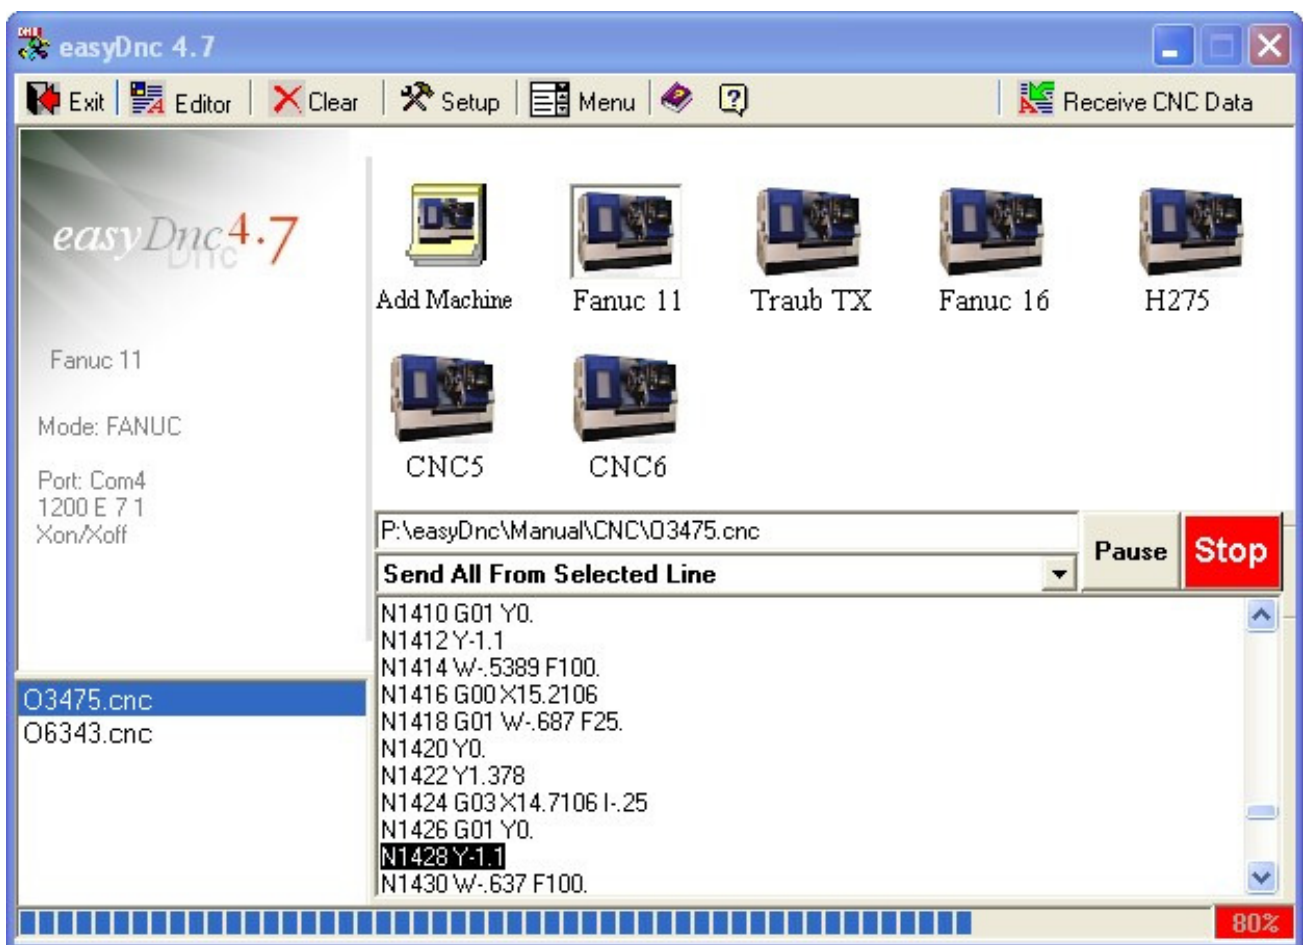 easyDnc 4.7
Exit Editor Clear Setup Menu Receive CNC Data
easyDnc 4.7
Add Machine Fanuc 11 Traub TX Fanuc 16 H275
CNC5 CNC6
Fanuc 11
Mode: FANUC
Port: Com4
1200 E 7 1
Xon/Xoff
P:\easyDnc\Manual\CNC\O3475.cnc
Pause Stop
Send All From Selected Line
N1410 G01 Y0.
N1412 Y-1.1
N1414 W-.5389 F100.
N1416 G00 X15.2106
N1418 G01 W-.687 F25.
N1420 Y0.
N1422 Y1.378
N1424 G03 X14.7106 I-.25
N1426 G01 Y0.
N1428 Y-1.1
N1430 W-.637 F100.
O3475.cnc
O6343.cnc
80%